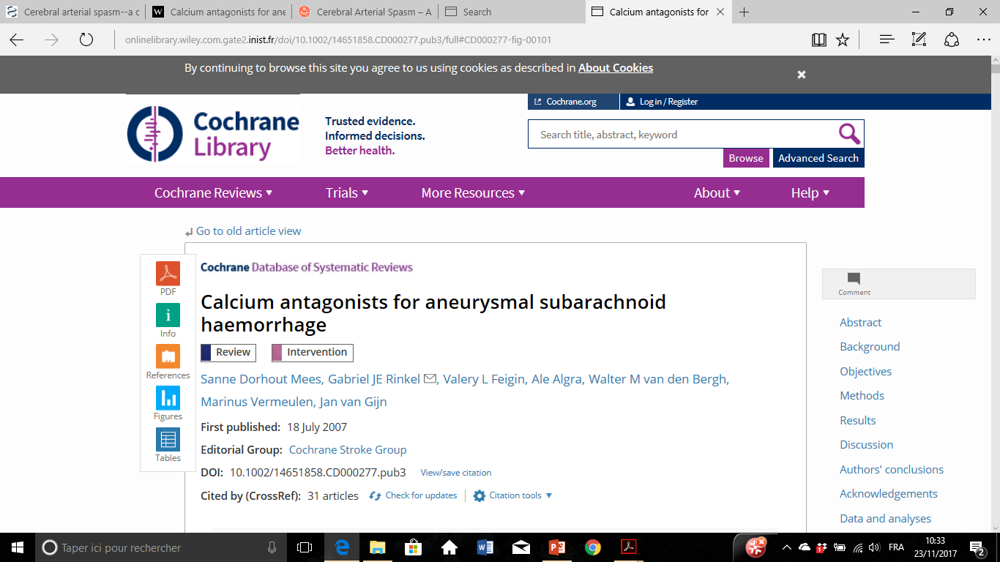 Cerebral arterial spasm--a c
Calcium antagonists for ane
Cerebral Arterial Spasm – A
Search
Calcium antagonists for
onlinelibrary.wiley.com.gate2.inist.fr/doi/10.1002/14651858.CD000277.pub3/full#CD000277-fig-00101
By continuing to browse this site you agree to us using cookies as described in About Cookies
Cochrane.org
Log in / Register
Cochrane
Library
Trusted evidence.
Informed decisions.
Better health.
Search title, abstract, keyword
Browse
Advanced Search
Cochrane Reviews
Trials
More Resources
About
Help
Go to old article view
PDF
Info
References
Figures
Tables
Cochrane Database of Systematic Reviews
Calcium antagonists for aneurysmal subarachnoid
haemorrhage
Review
Intervention
Sanne Dorhout Mees, Gabriel JE Rinkel, Valery L Feigin, Ale Algra, Walter M van den Bergh,
Marinus Vermeulen, Jan van Gijn
First published: 18 July 2007
Editorial Group: Cochrane Stroke Group
DOI: 10.1002/14651858.CD000277.pub3 View/save citation
Cited by (CrossRef): 31 articles Check for updates Citation tools
Comment
Abstract
Background
Objectives
Methods
Results
Discussion
Authors' conclusions
Acknowledgements
Data and analyses
Taper ici pour rechercher
FRA
10:33
23/11/2017
2